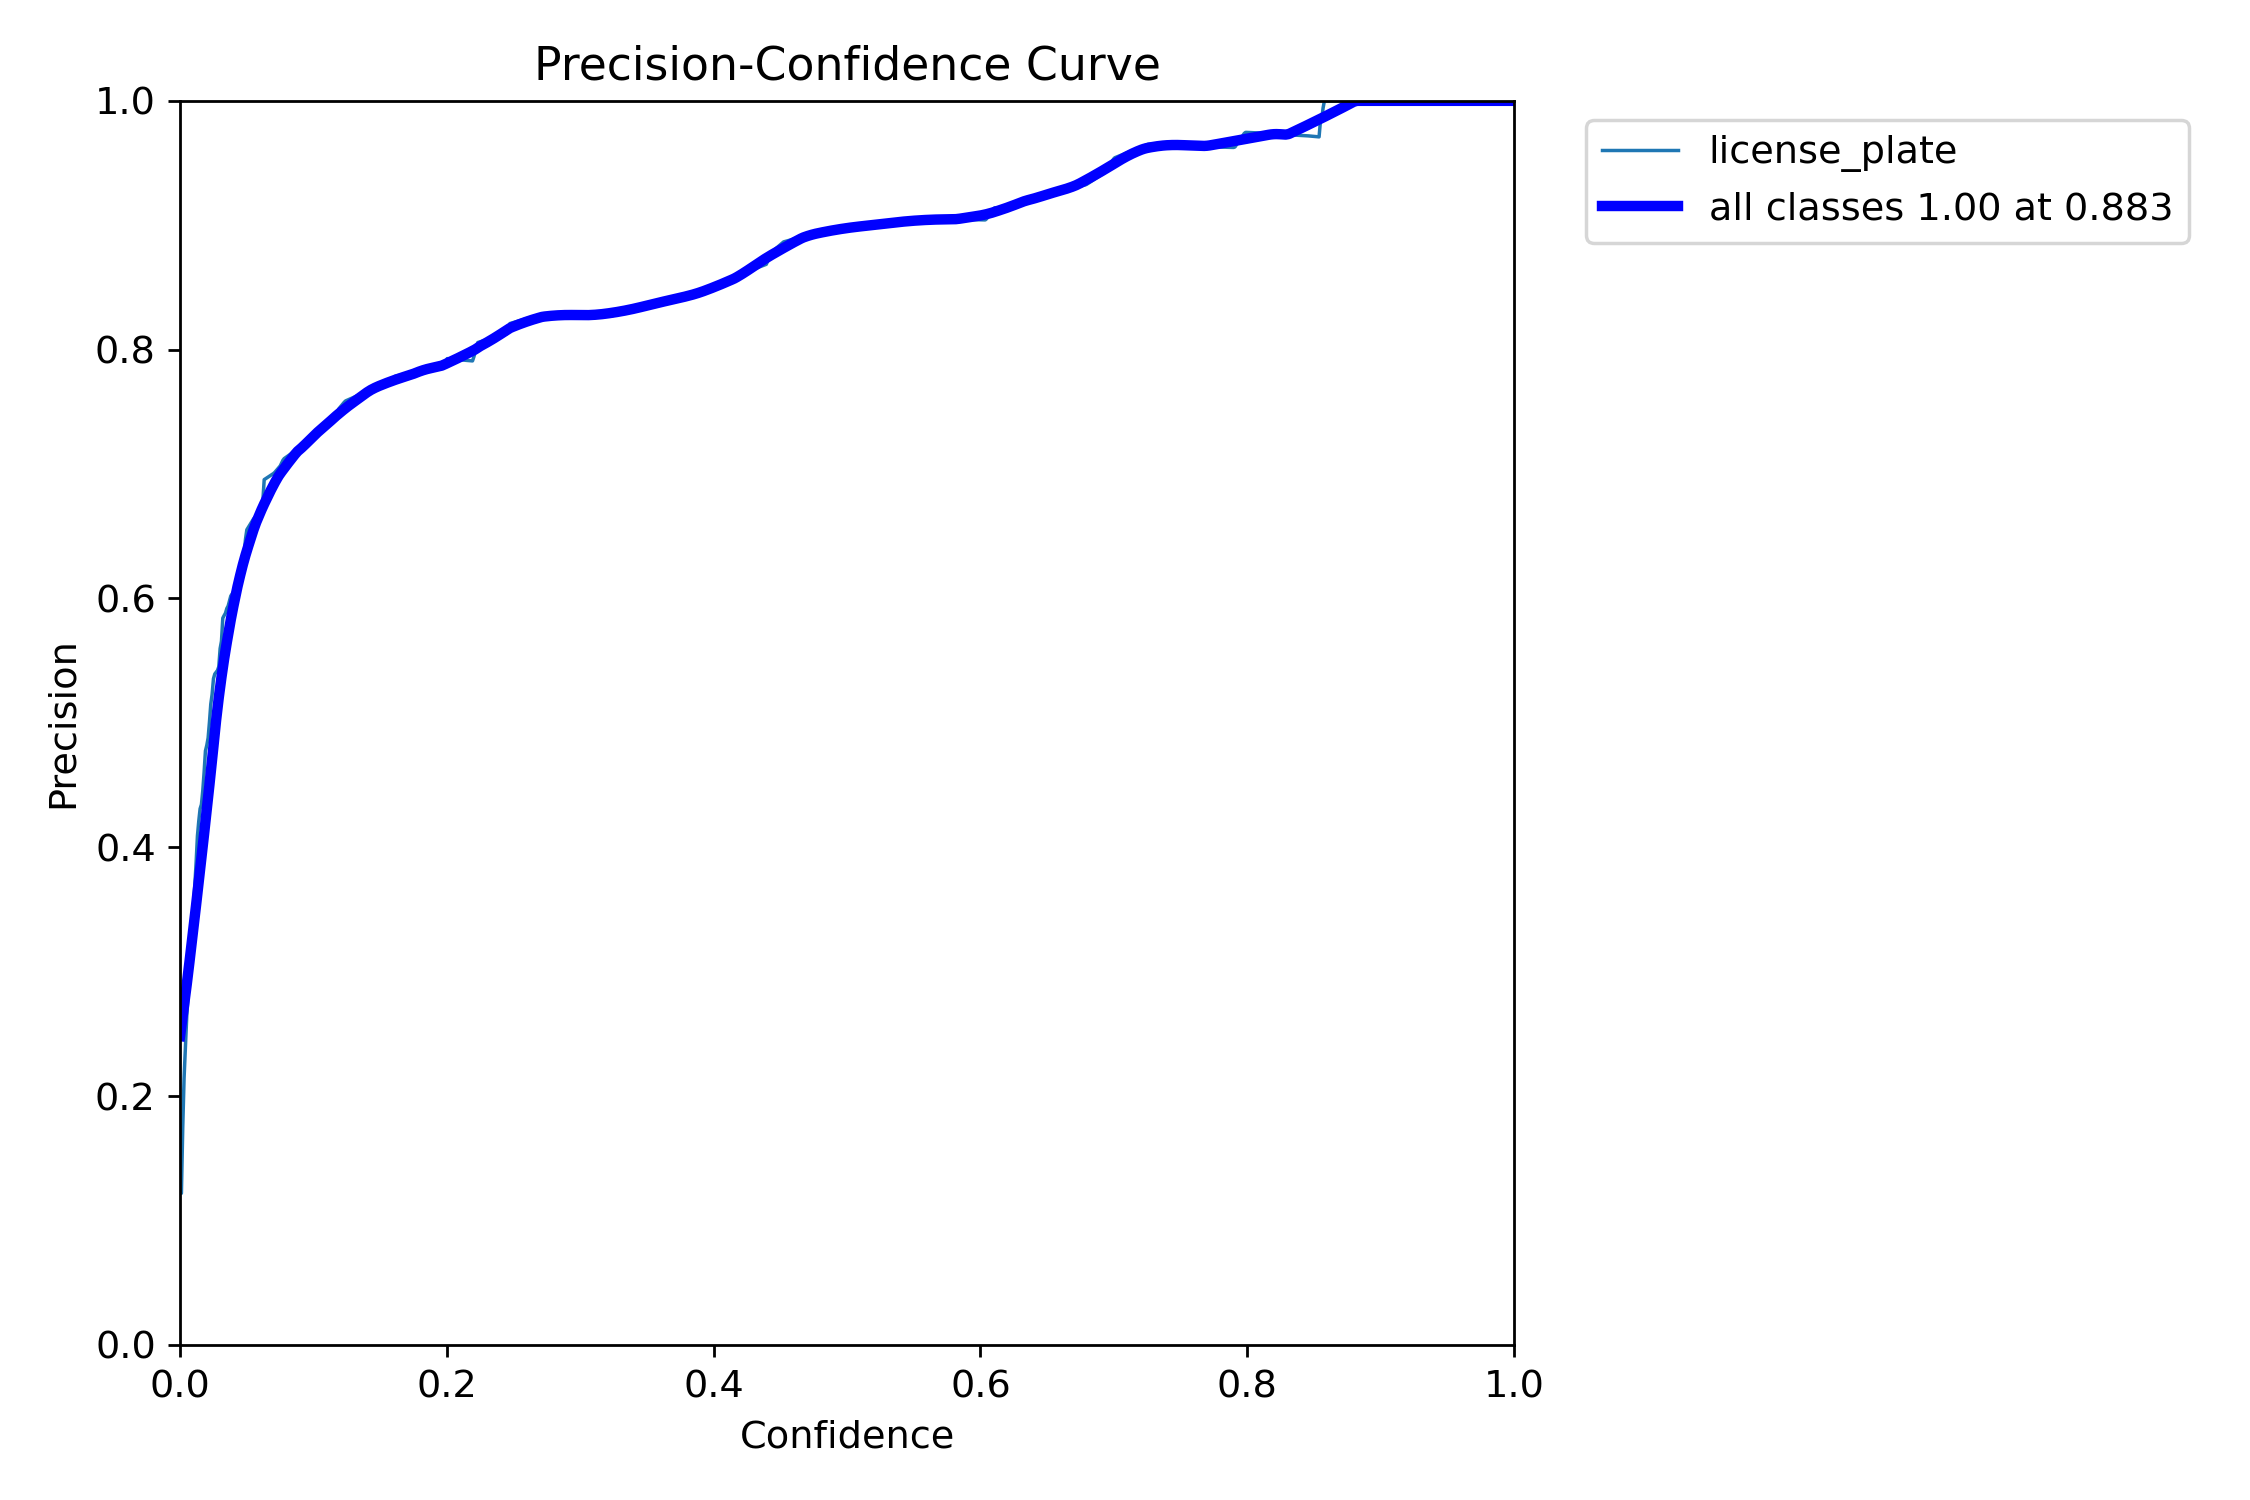 Precision-Confidence Curve
1.0
0.8
0.6
0.4
0.2
0.0
Precision
0.0 0.2 0.4 0.6 0.8 1.0
Confidence
license_plate
all classes 1.00 at 0.883